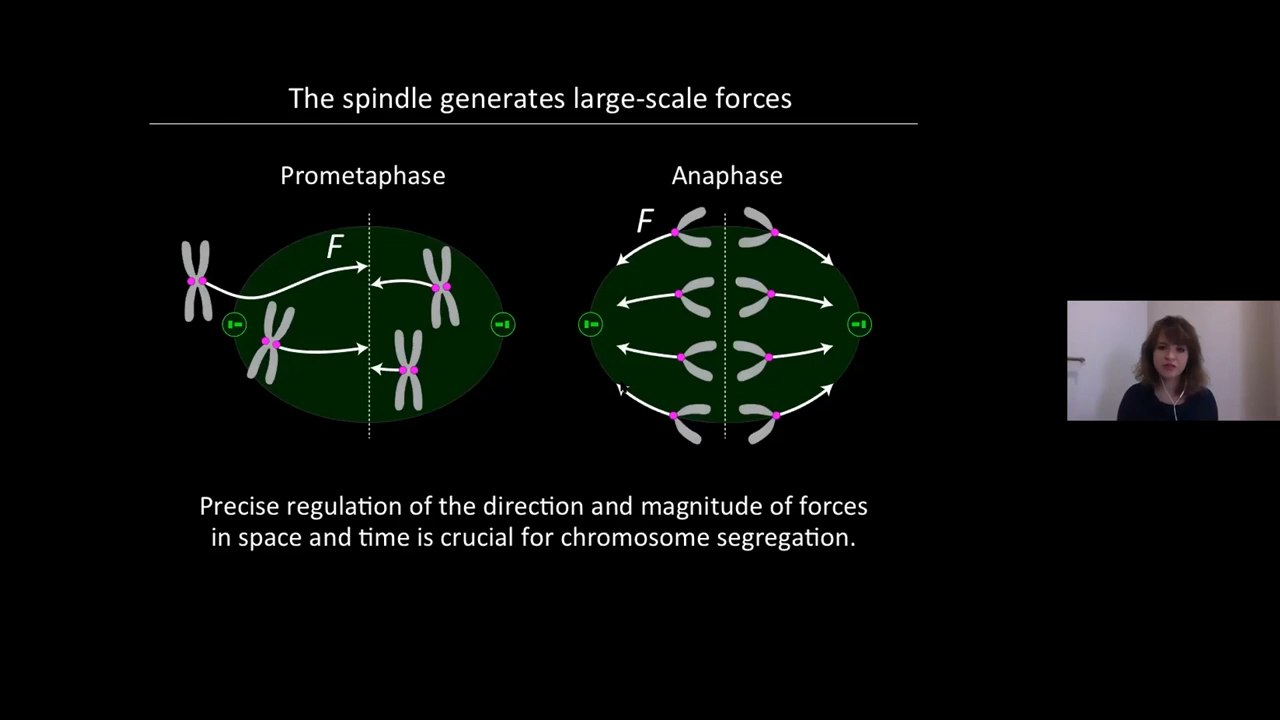 The spindle generates large-scale forces
Prometaphase
Anaphase
F
F
Precise regulation of the direction and magnitude of forces
in space and time is crucial for chromosome segregation.